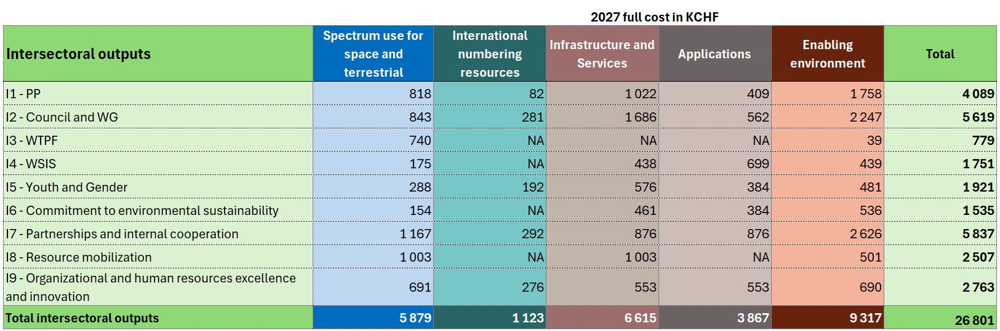 2027 full cost in KCHF
Intersectoral outputs Spectrum use for space and terrestrial International numbering resources Infrastructure and Services Applications Enabling environment Total
I1 - PP 818 82 1 022 409 1 758 4 089
I2 - Council and WG 843 281 1 686 562 2 247 5 619
I3 - WTPF 740 NA NA NA 39 779
I4 - WSIS 175 NA 438 699 439 1 751
I5 - Youth and Gender 288 192 576 384 481 1 921
I6 - Commitment to environmental sustainability 154 NA 461 384 536 1 535
I7 - Partnerships and internal cooperation 1 167 292 876 876 2 626 5 837
I8 - Resource mobilization 1 003 NA 1 003 NA 501 2 507
I9 - Organizational and human resources excellence and innovation 691 276 553 553 690 2 763
Total intersectoral outputs 5 879 1 123 6 615 3 867 9 317 26 801